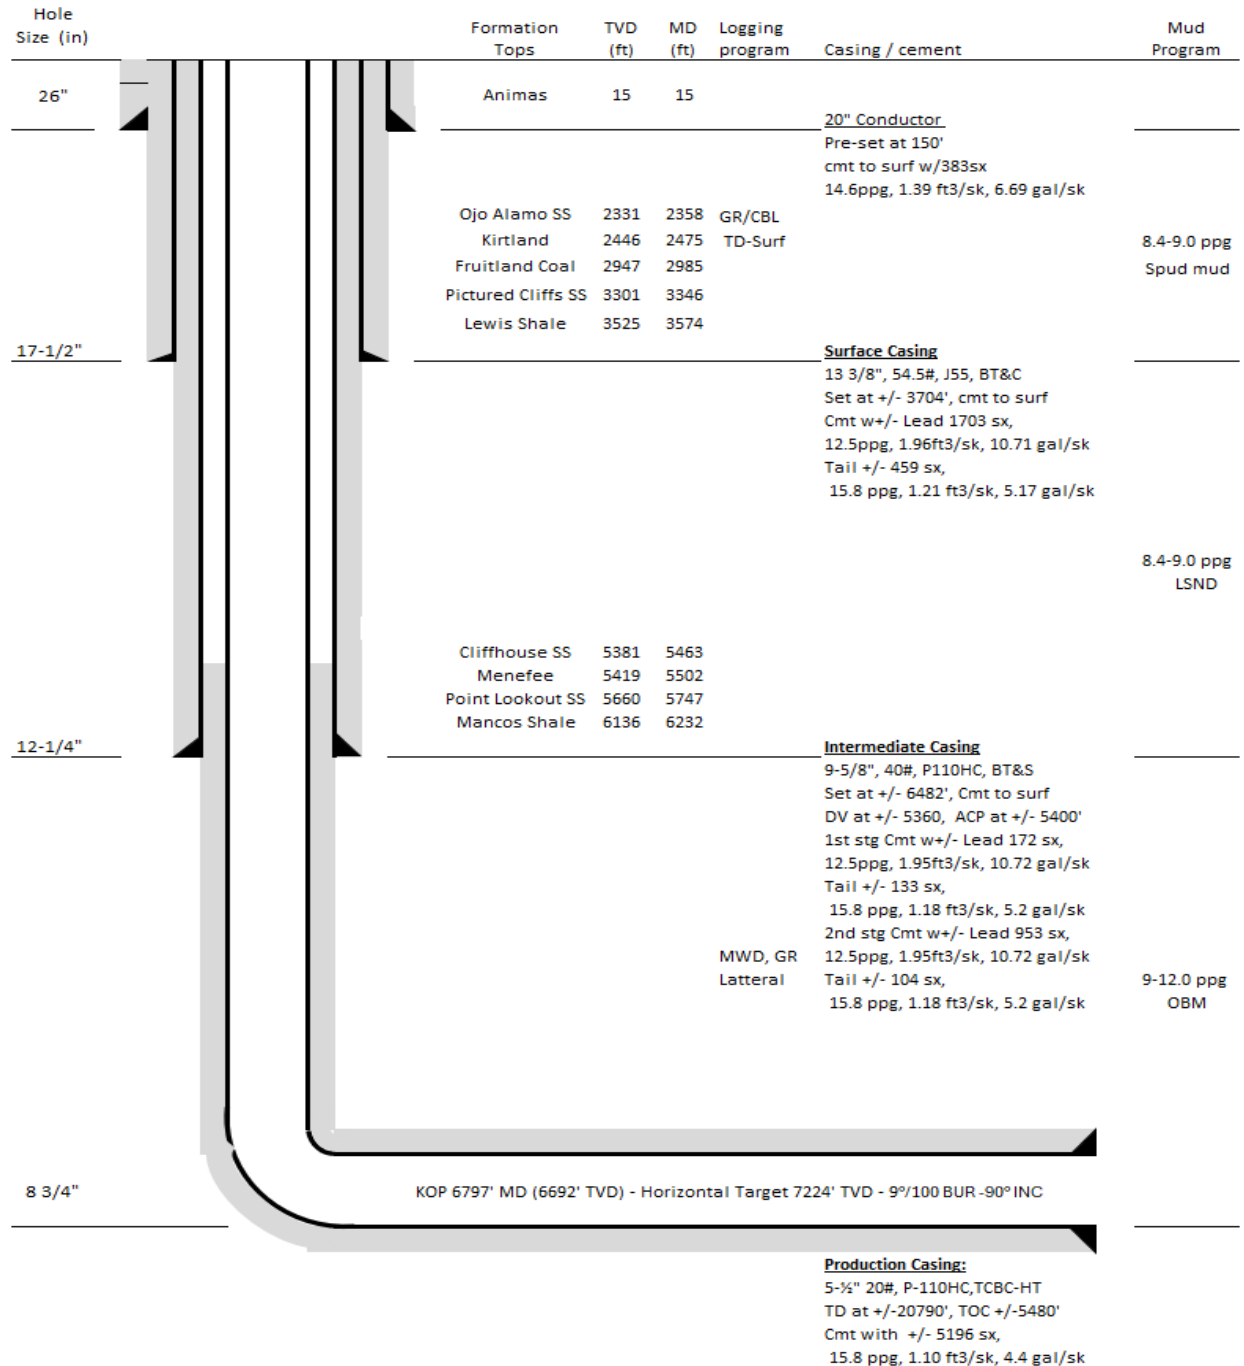 Hole
Size (in)
Formation Tops TVD (ft) MD (ft) Logging program Casing / cement Mud Program
26" Animas 15 15
20" Conductor
Pre-set at 150'
cmt to surf w/383sx
14.6ppg, 1.39 ft3/sk, 6.69 gal/sk
Ojo Alamo SS 2331 2358 GR/CBL
Kirtland 2446 2475 TD-Surf 8.4-9.0 ppg
Fruitland Coal 2947 2985 Spud mud
Pictured Cliffs SS 3301 3346
Lewis Shale 3525 3574
17-1/2" Surface Casing
13 3/8", 54.5#, J55, BT&C
Set at +/- 3704', cmt to surf
Cmt w+/- Lead 1703 sx,
12.5ppg, 1.96ft3/sk, 10.71 gal/sk
Tail +/- 459 sx,
15.8 ppg, 1.21 ft3/sk, 5.17 gal/sk
8.4-9.0 ppg
LSND
Cliffhouse SS 5381 5463
Menefee 5419 5502
Point Lookout SS 5660 5747
Mancos Shale 6136 6232
12-1/4" Intermediate Casing
9-5/8", 40#, P110HC, BT&S
Set at +/- 6482', Cmt to surf
DV at +/- 5360, ACP at +/- 5400'
1st stg Cmt w+/- Lead 172 sx,
12.5ppg, 1.95ft3/sk, 10.72 gal/sk
Tail +/- 133 sx,
15.8 ppg, 1.18 ft3/sk, 5.2 gal/sk
2nd stg Cmt w+/- Lead 953 sx,
MWD, GR 12.5ppg, 1.95ft3/sk, 10.72 gal/sk
Latteral Tail +/- 104 sx, 9-12.0 ppg
15.8 ppg, 1.18 ft3/sk, 5.2 gal/sk OBM
8 3/4" KOP 6797' MD (6692' TVD) - Horizontal Target 7224' TVD - 9º/100 BUR -90º INC
Production Casing:
5-½" 20#, P-110HC,TCBC-HT
TD at +/-20790', TOC +/-5480'
Cmt with +/- 5196 sx,
15.8 ppg, 1.10 ft3/sk, 4.4 gal/sk